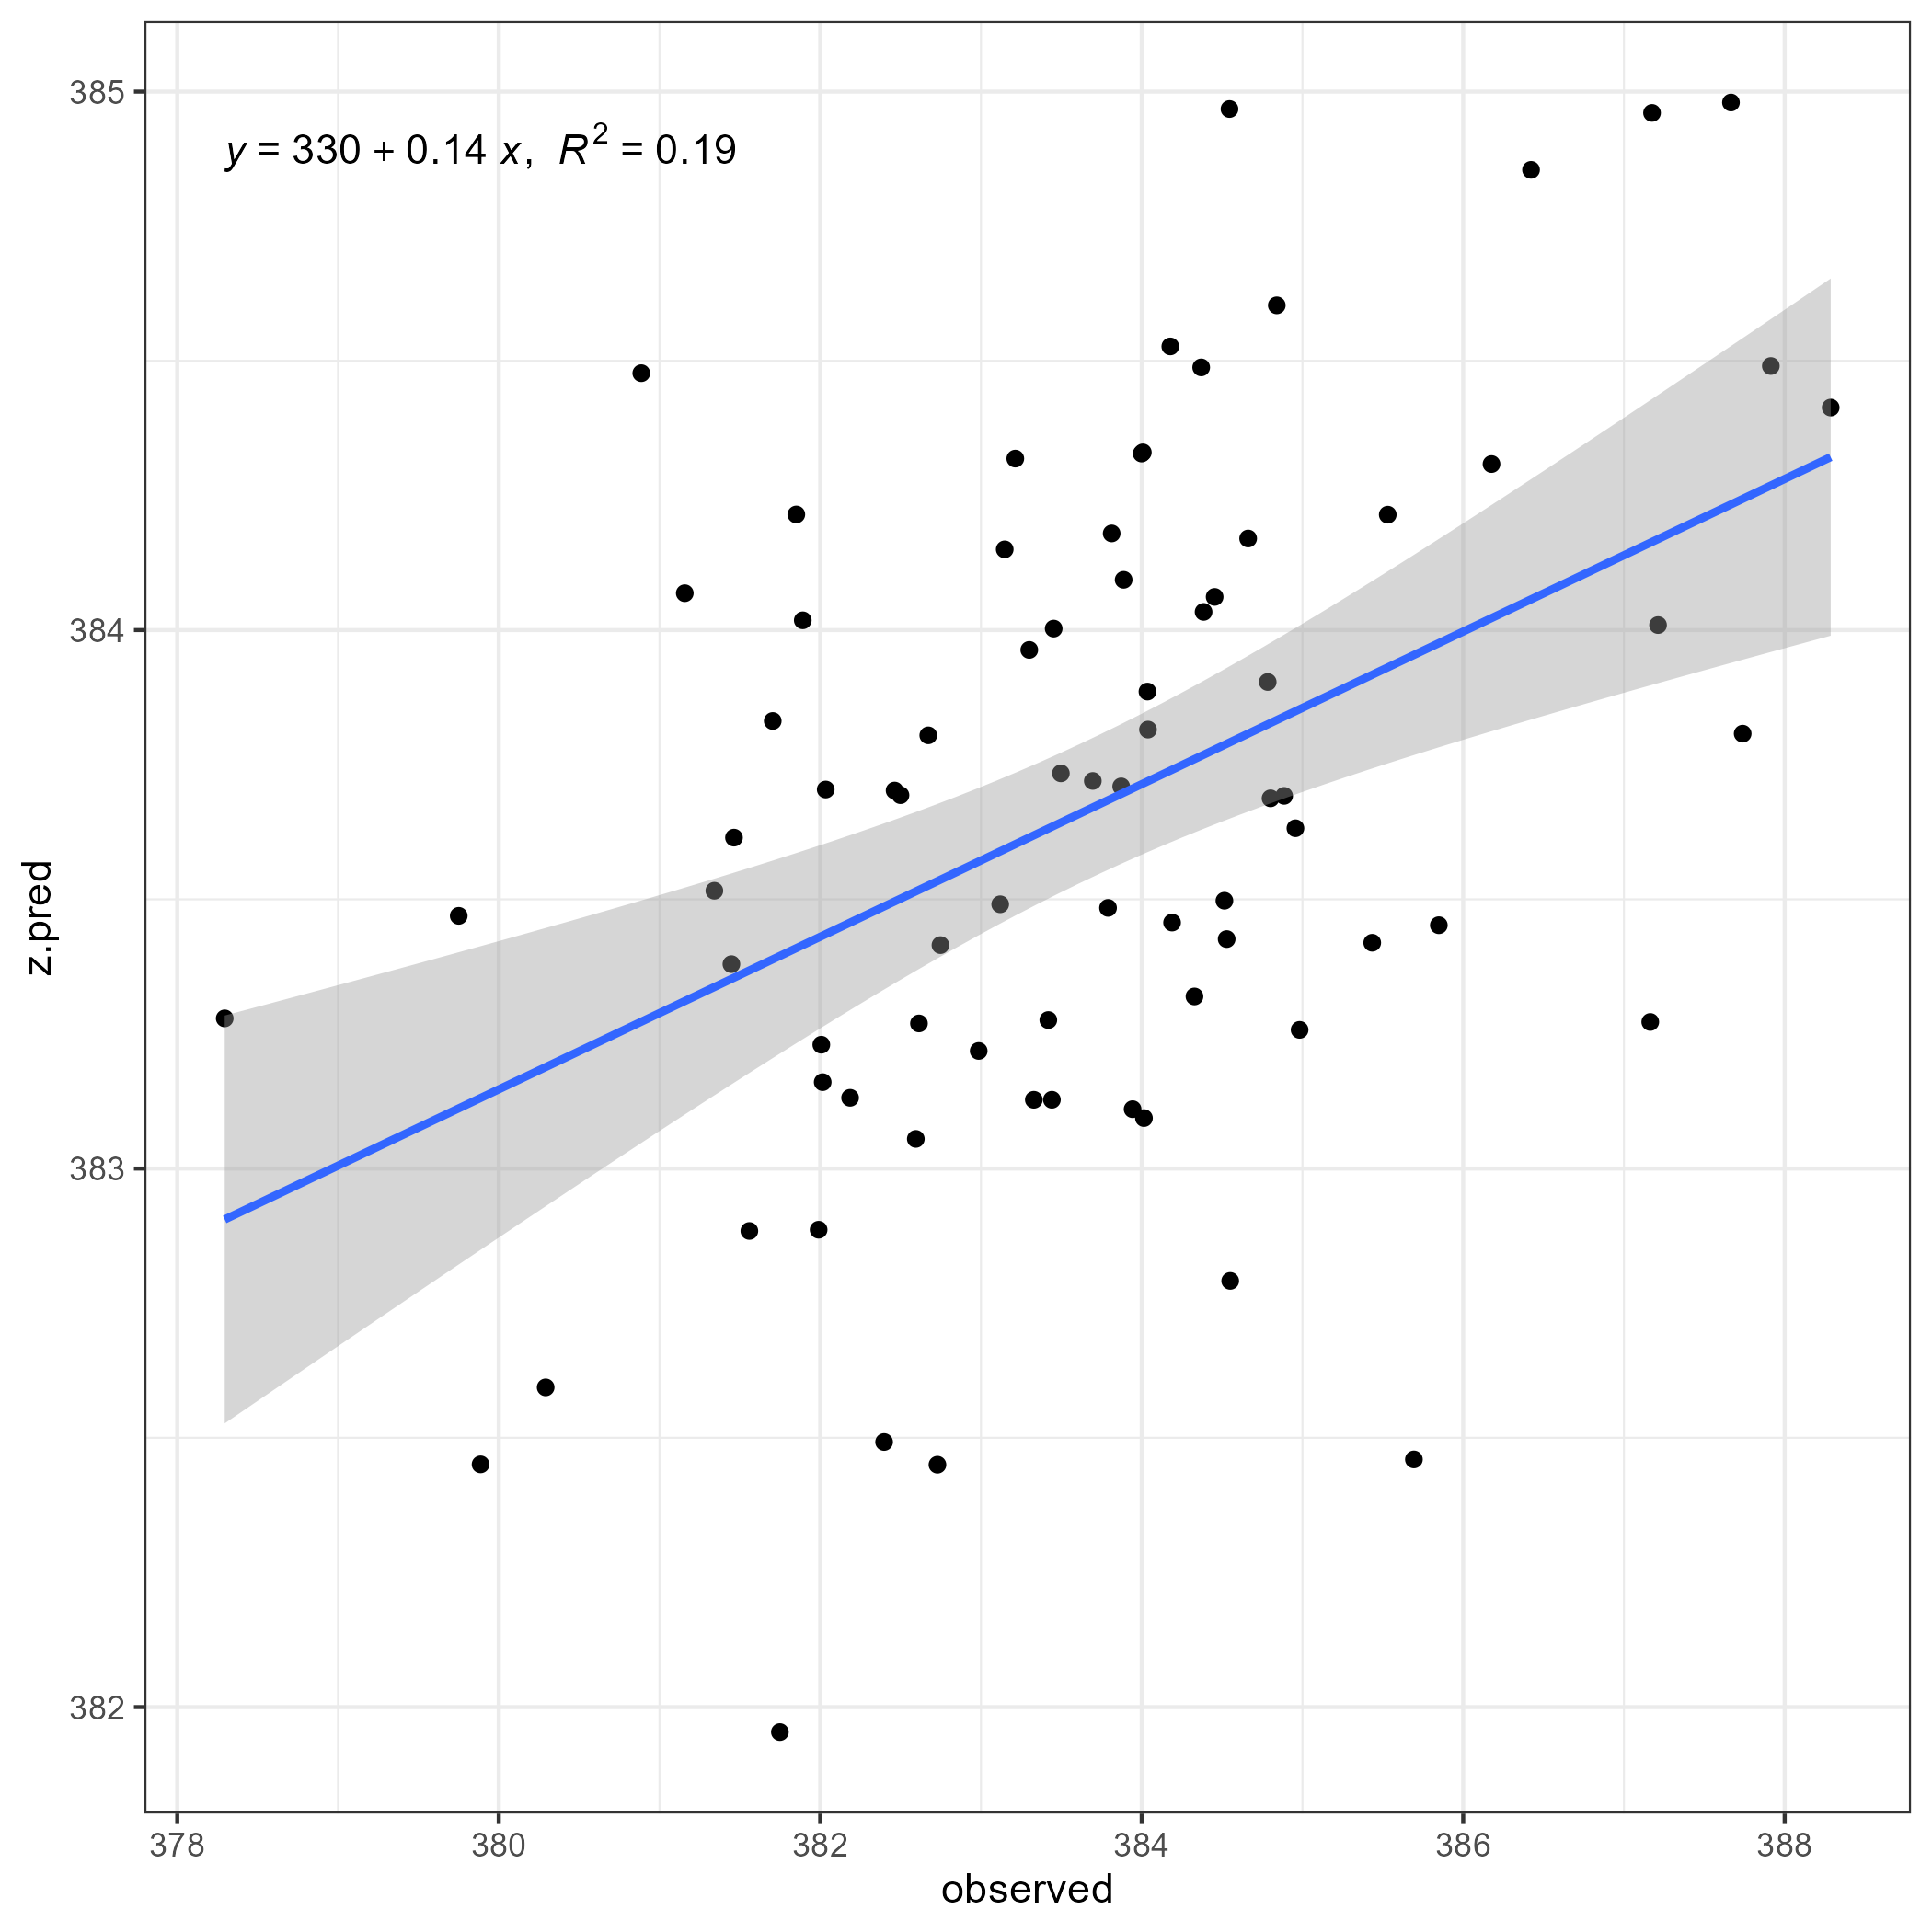 y = 330 + 0.14 x, R² = 0.19
385
384
383
382
z.pred
378 380 382 384 386 388
observed